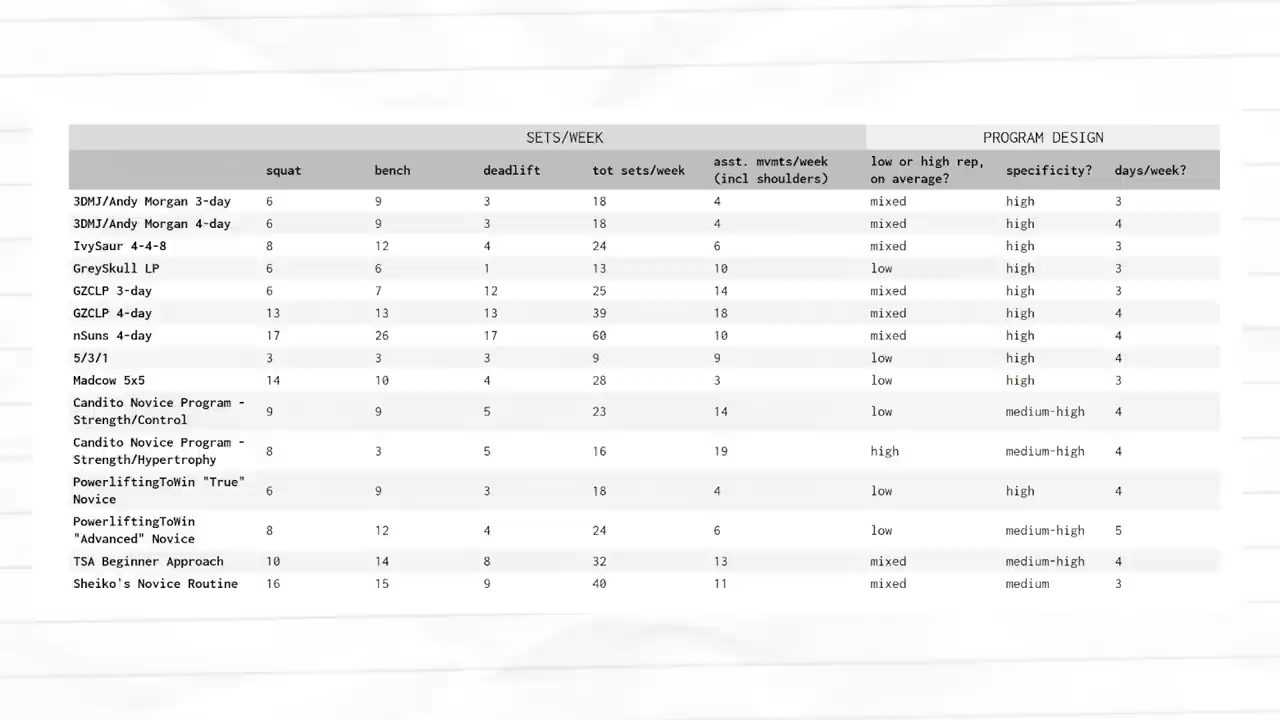 SETS/WEEK PROGRAM DESIGN
squat bench deadlift tot sets/week asst. mvmts/week (incl shoulders) low or high rep, on average? specificity? days/week?
3DMJ/Andy Morgan 3-day 6 9 3 18 4 mixed high 3
3DMJ/Andy Morgan 4-day 6 9 3 18 4 mixed high 4
IvySaur 4-4-8 8 12 4 24 6 mixed high 3
GreySkull LP 6 6 1 13 10 low high 3
GZCLP 3-day 6 7 12 25 14 mixed high 3
GZCLP 4-day 13 13 13 39 18 mixed high 4
nSuns 4-day 17 26 17 60 10 mixed high 4
5/3/1 3 3 3 9 9 low high 4
Madcow 5x5 14 10 4 28 3 low high 3
Candito Novice Program - Strength/Control 9 9 5 23 14 low medium-high 4
Candito Novice Program - Strength/Hypertrophy 8 3 5 16 19 high medium-high 4
PowerliftingToWin "True" Novice 6 9 3 18 4 low high 4
PowerliftingToWin "Advanced" Novice 8 12 4 24 6 low medium-high 5
TSA Beginner Approach 10 14 8 32 13 mixed medium-high 4
Sheiko's Novice Routine 16 15 9 40 11 mixed medium 3